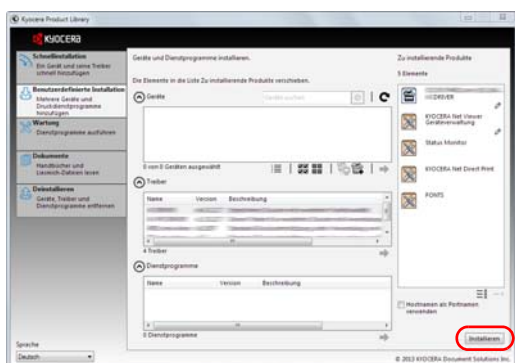 Kyocera Product Library
KYOCERA
Schnellinstallation
Ein Gerät und seine Treiber
schnell hinzufügen
Benutzerdefinierte Installation
Mehrere Geräte und
Druckdienstprogramme
hinzufügen
Wartung
Dienstprogramme ausführen
Dokumente
Handbücher und
Liesmich-Dateien lesen
Deinstallieren
Geräte, Treiber und
Dienstprogramme entfernen
Sprache
Deutsch
Geräte und Dienstprogramme installieren.
Die Elemente in die Liste Zu installierende Produkte verschieben.
Geräte
Geräte suchen
0 von 0 Geräten ausgewählt
Treiber
Name Version Beschreibung
4 Treiber
Dienstprogramme
Name Version Beschreibung
0 Dienstprogramme
Zu installierende Produkte
5 Elemente
DRIVER
KYOCERA Net Viewer
Geräteverwaltung
Status Monitor
KYOCERA Net Direct Print
FONTS
Hostnamen als Portnamen
verwenden
Installieren
© 2013 KYOCERA Document Solutions Inc.